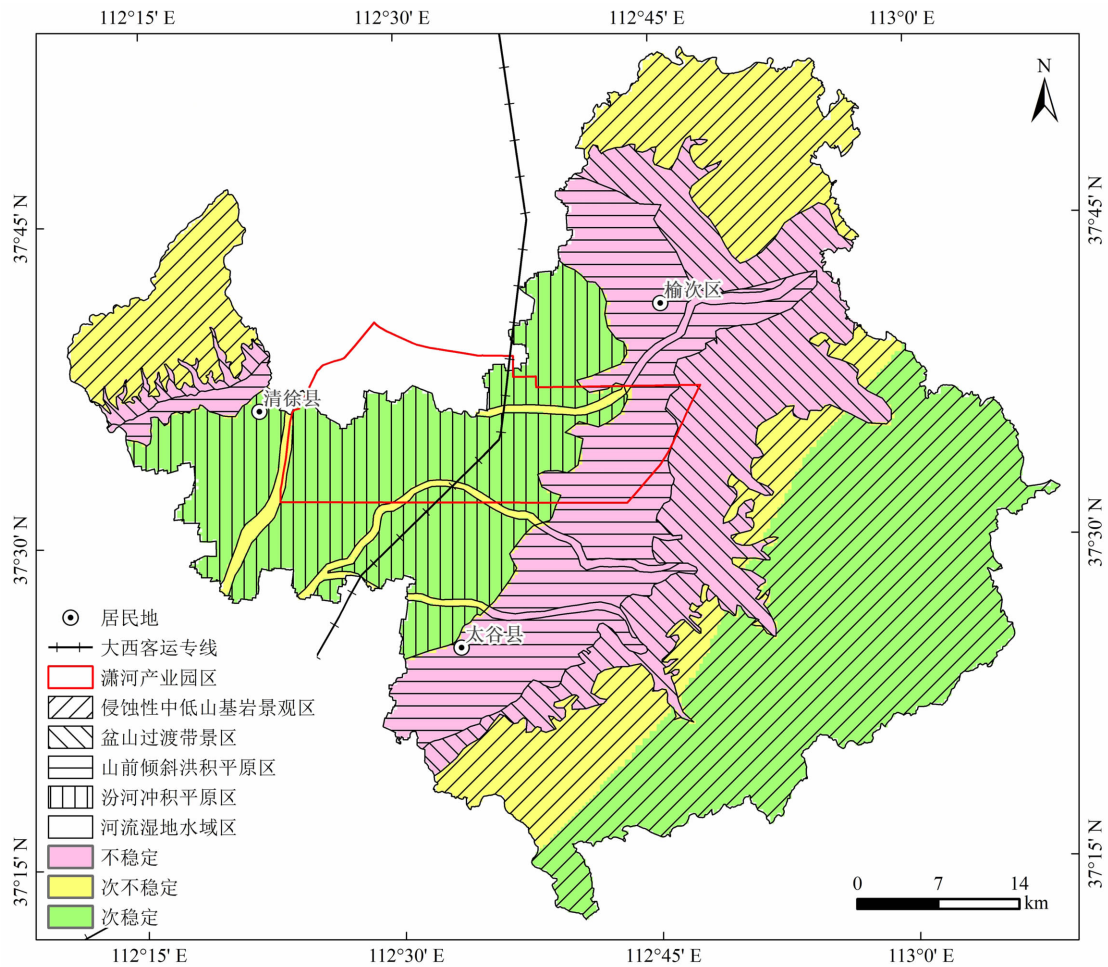 112°15′ E
112°30′ E
112°45′ E
113°0′ E
N
37°45′ N
37°45′ N
榆次区
清徐县
37°30′ N
37°30′ N
太谷县
居民地
大西客运专线
潇河产业园区
侵蚀性中低山基岩景观区
盆山过渡带景区
山前倾斜洪积平原区
汾河冲积平原区
河流湿地水域区
不稳定
次不稳定
次稳定
37°15′ N
37°15′ N
0 7 14
km
112°15′ E
112°30′ E
112°45′ E
113°0′ E